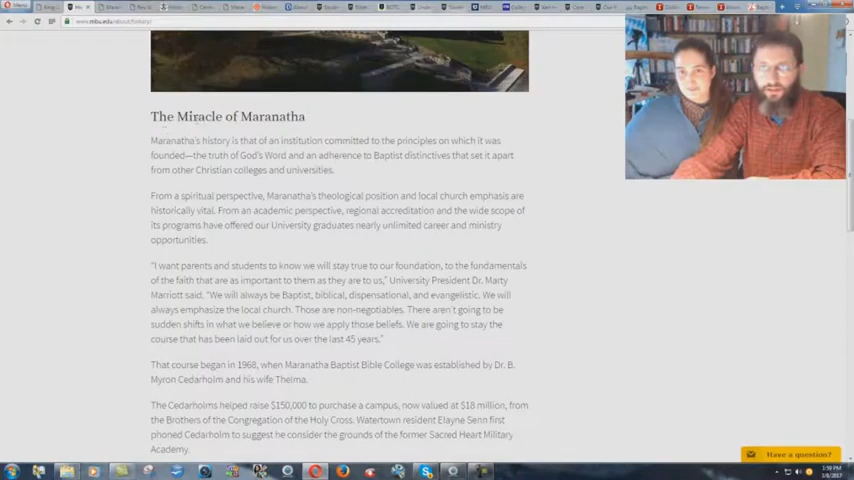 Menu
www.mbu.edu/about/history/
The Miracle of Maranatha
Maranatha's history is that of an institution committed to the principles on which it was
founded—the truth of God's Word and an adherence to Baptist distinctives that set it apart
from other Christian colleges and universities.
From a spiritual perspective, Maranatha's theological position and local church emphasis are
historically vital. From an academic perspective, regional accreditation and the wide scope of
its programs have offered our University graduates nearly unlimited career and ministry
opportunities.
"I want parents and students to know we will stay true to our foundation, to the fundamentals
of the faith that are as important to them as they are to us," University President Dr. Marty
Marriott said. "We will always be Baptist, biblical, dispensational, and evangelistic. We will
always emphasize the local church. Those are non-negotiables. There aren't going to be
sudden shifts in what we believe or how we apply those beliefs. We are going to stay the
course that has been laid out for us over the last 45 years."
That course began in 1968, when Maranatha Baptist Bible College was established by Dr. B.
Myron Cedarholm and his wife Thelma.
The Cedarholms helped raise $150,000 to purchase a campus, now valued at $18 million, from
the Brothers of the Congregation of the Holy Cross. Watertown resident Elayne Senn first
phoned Cedarholm to suggest he consider the grounds of the former Sacred Heart Military
Academy.
Have a question?